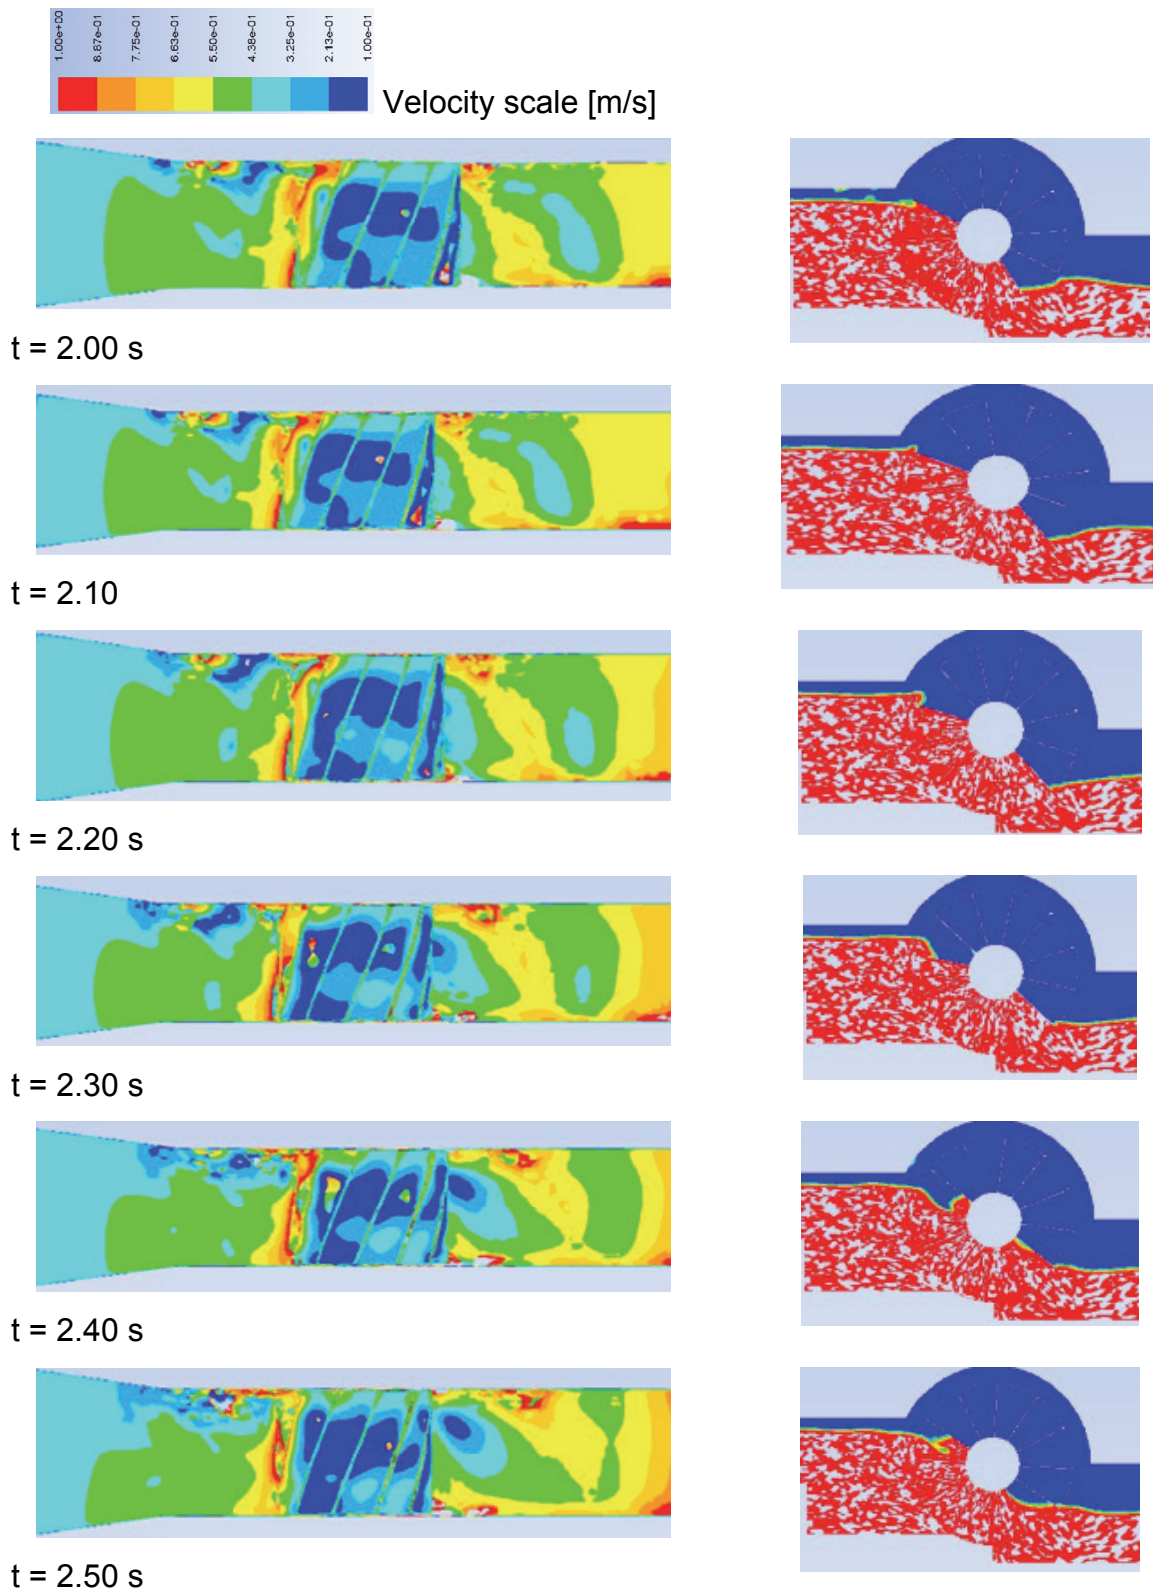 1.00e+00
8.87e-01
7.75e-01
6.63e-01
5.50e-01
4.38e-01
3.25e-01
2.13e-01
1.00e-01
Velocity scale [m/s]
t = 2.00 s
t = 2.10
t = 2.20 s
t = 2.30 s
t = 2.40 s
t = 2.50 s